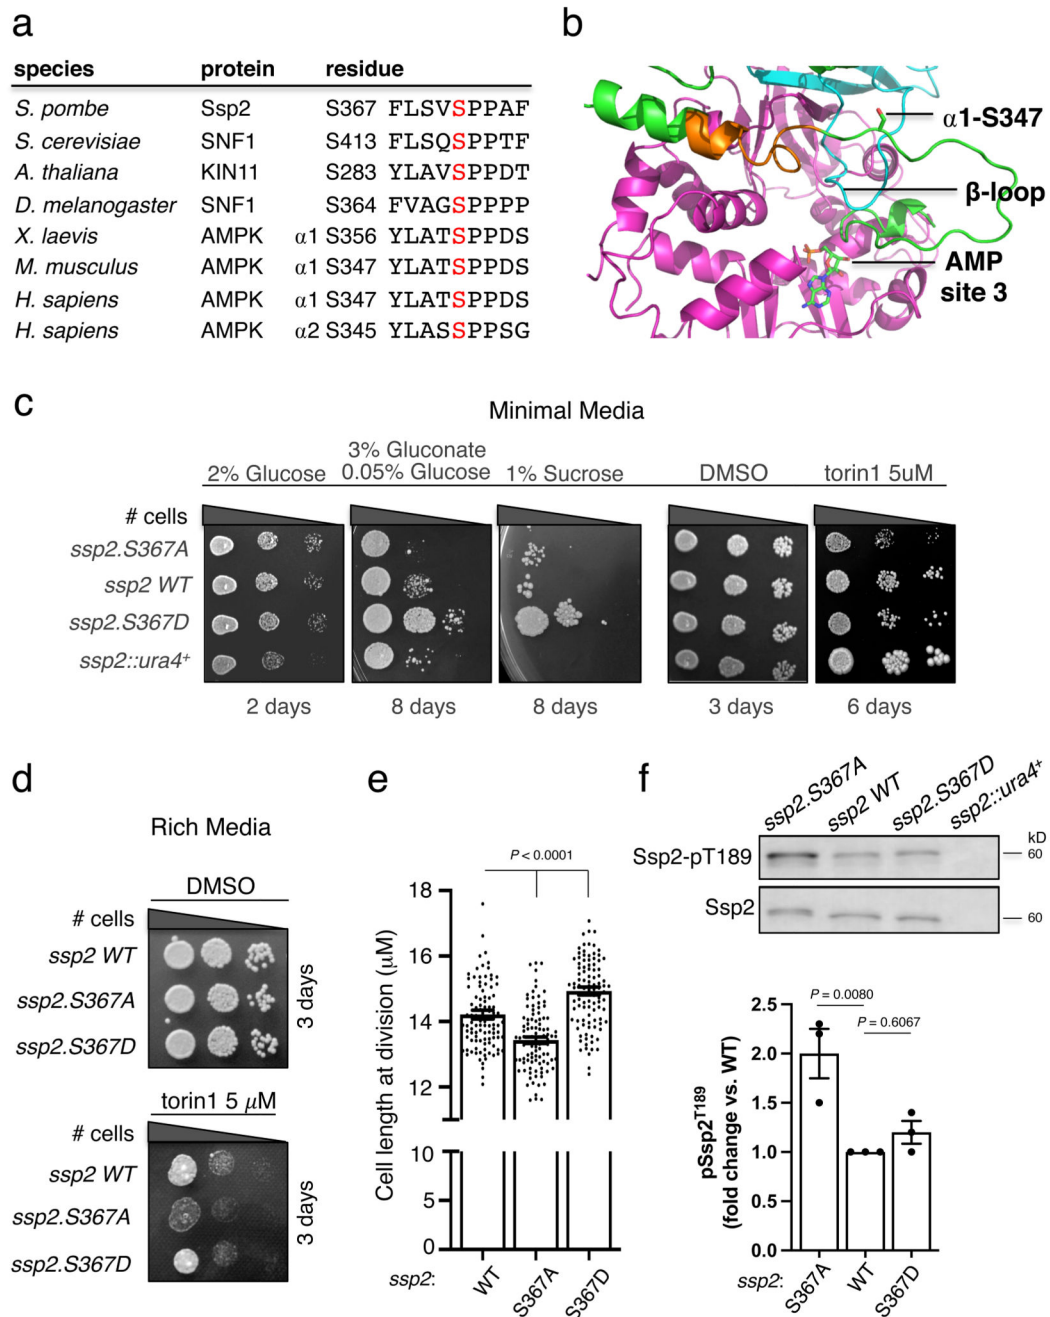 a
species protein residue
S. pombe Ssp2 S367 FLSVSPPAF
S. cerevisiae SNF1 S413 FLSQSPPTF
A. thaliana KIN11 S283 YLAVSPPDT
D. melanogaster SNF1 S364 FVAGSPPPP
X. laevis AMPK α1 S356 YLATSPPDS
M. musculus AMPK α1 S347 YLATSPPDS
H. sapiens AMPK α1 S347 YLATSPPDS
H. sapiens AMPK α2 S345 YLASSPPSG
b
α1-S347
β-loop
AMP
site 3
c
Minimal Media
2% Glucose 3% Gluconate 0.05% Glucose 1% Sucrose DMSO torin1 5uM
# cells
ssp2.S367A
ssp2 WT
ssp2.S367D
ssp2::ura4+
2 days 8 days 8 days 3 days 6 days
d
Rich Media
DMSO
# cells
ssp2 WT
ssp2.S367A
ssp2.S367D
3 days
torin1 5 μM
# cells
ssp2 WT
ssp2.S367A
ssp2.S367D
3 days
e
P < 0.0001
Cell length at division (μM)
18
16
14
12
10
5
0
ssp2: WT S367A S367D
f
ssp2.S367A ssp2 WT ssp2.S367D ssp2::ura4+
kD
Ssp2-pT189 60
Ssp2 60
P = 0.0080
P = 0.6067
pSsp2T189
(fold change vs. WT)
2.5
2.0
1.5
1.0
0.5
0.0
ssp2: S367A WT S367D